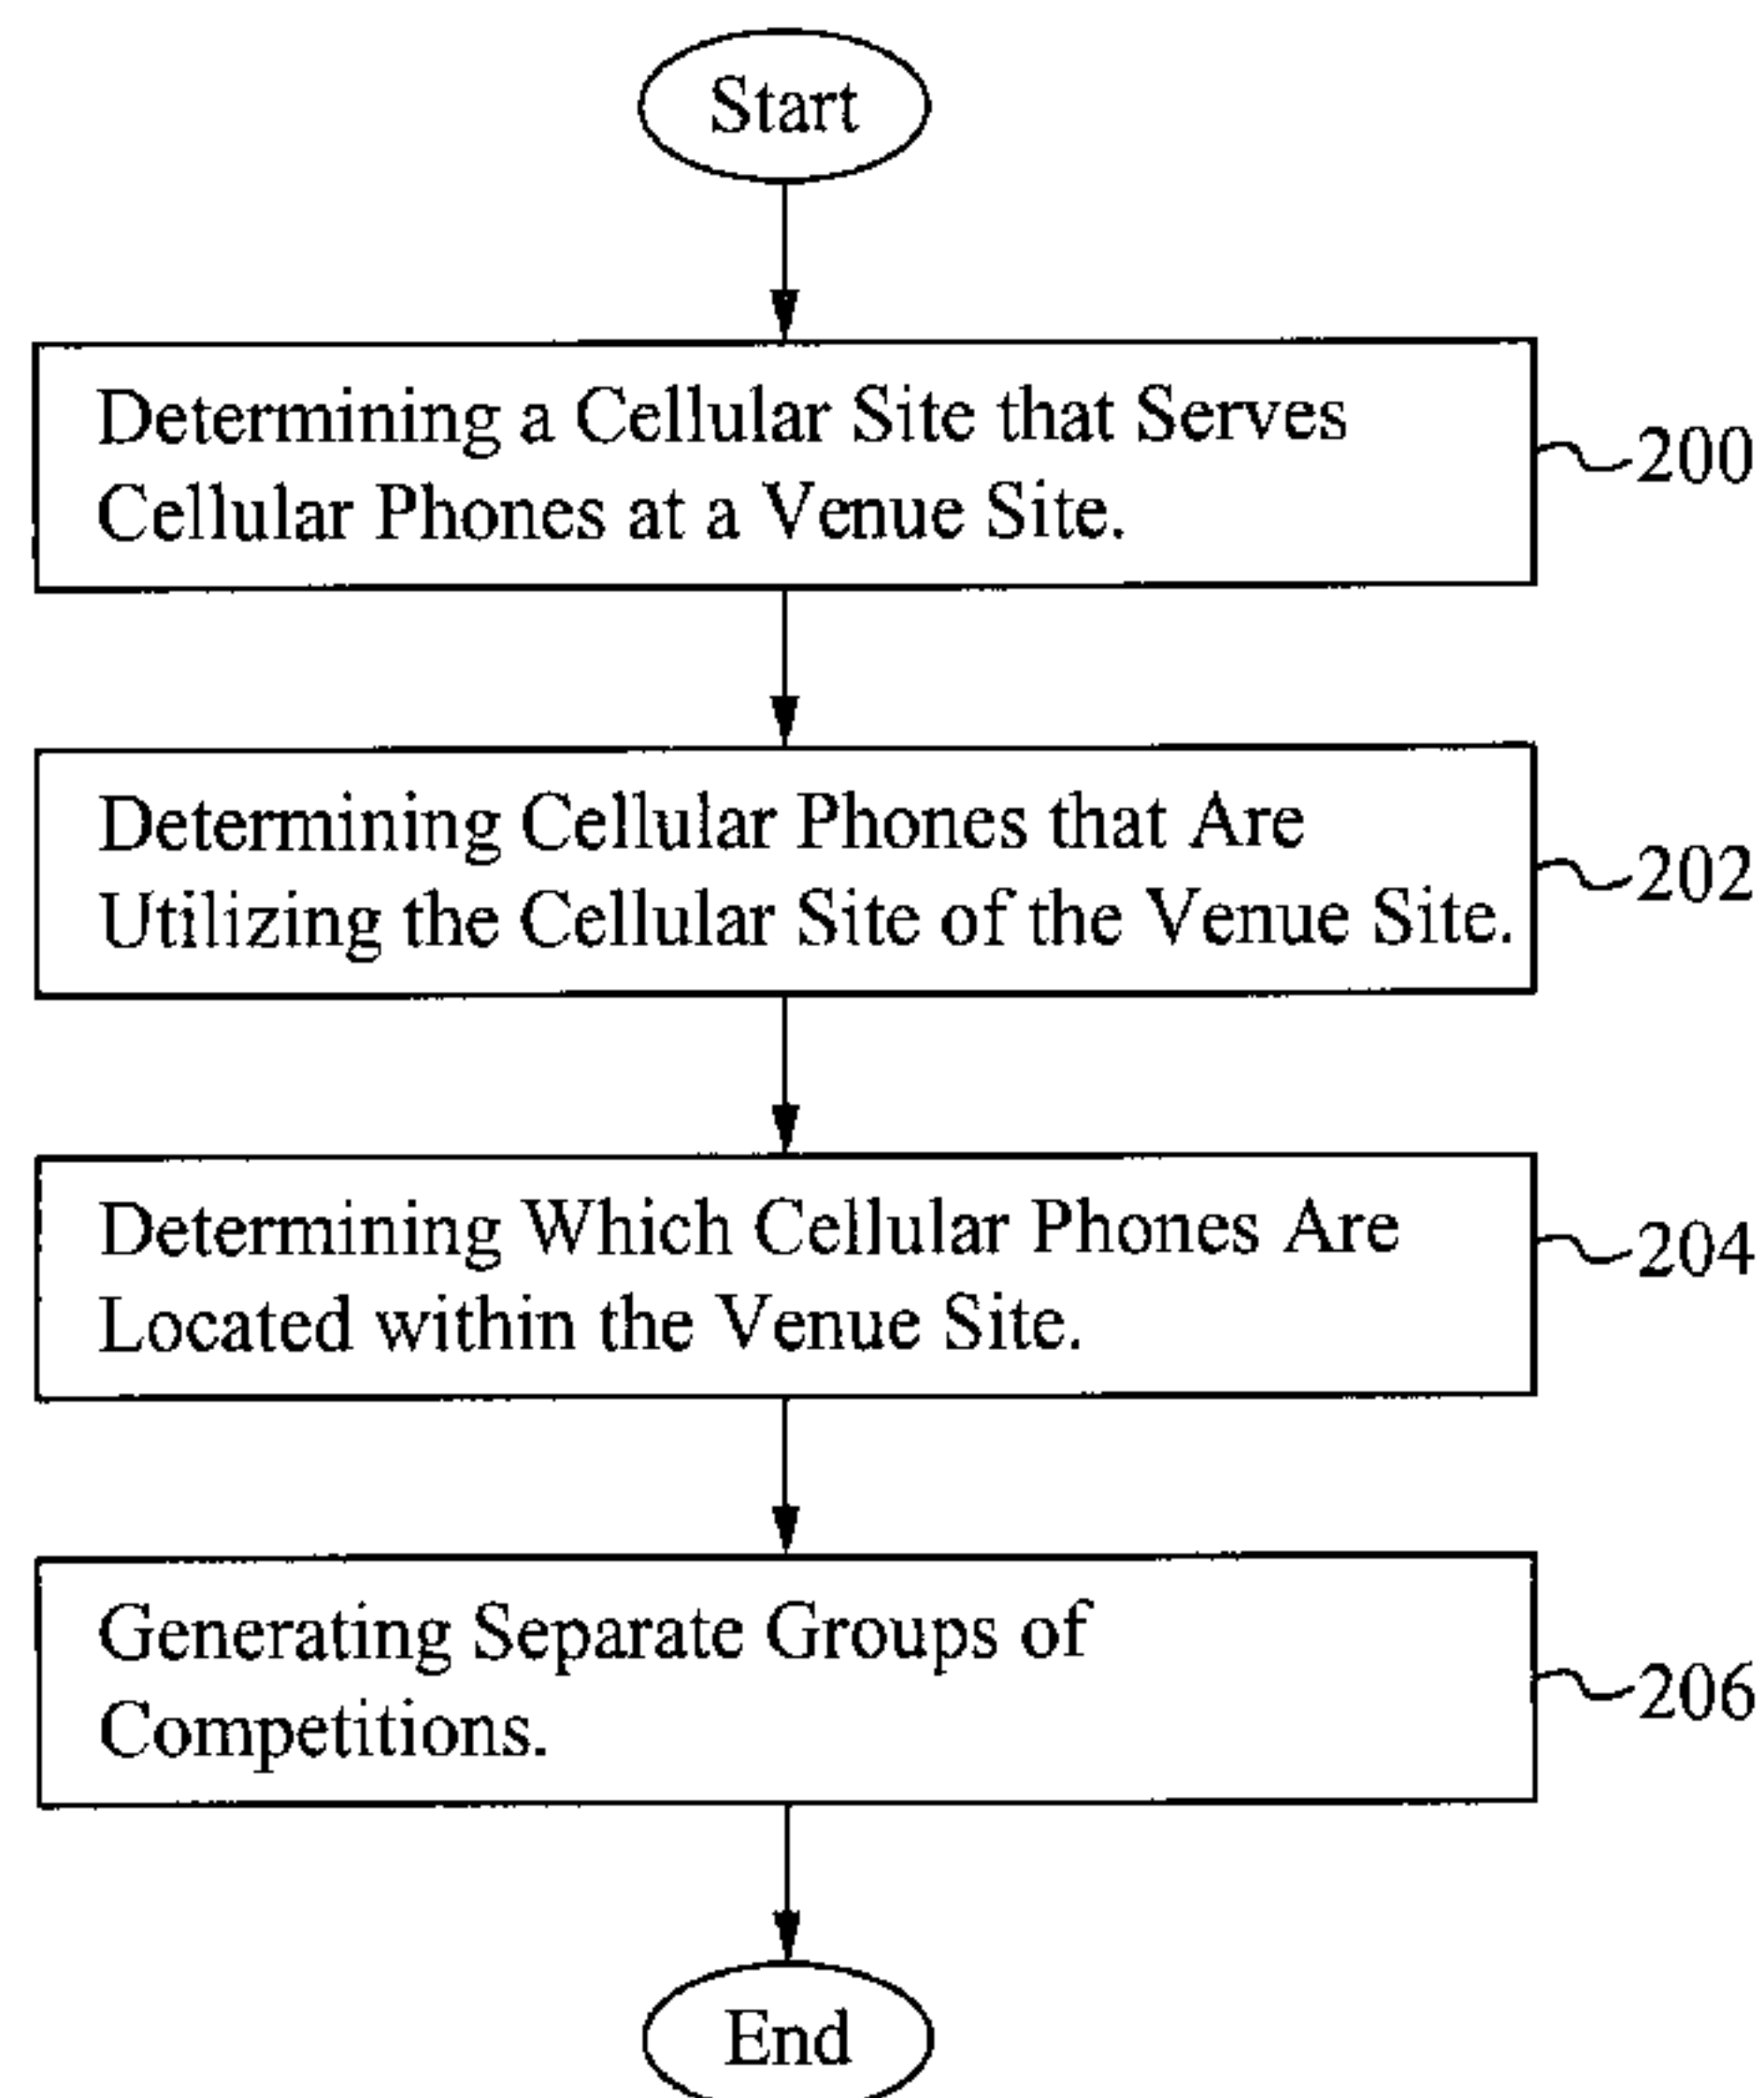 Start
Determining a Cellular Site that Serves
Cellular Phones at a Venue Site.
200
Determining Cellular Phones that Are
Utilizing the Cellular Site of the Venue Site.
202
Determining Which Cellular Phones Are
Located within the Venue Site.
204
Generating Separate Groups of
Competitions.
206
End